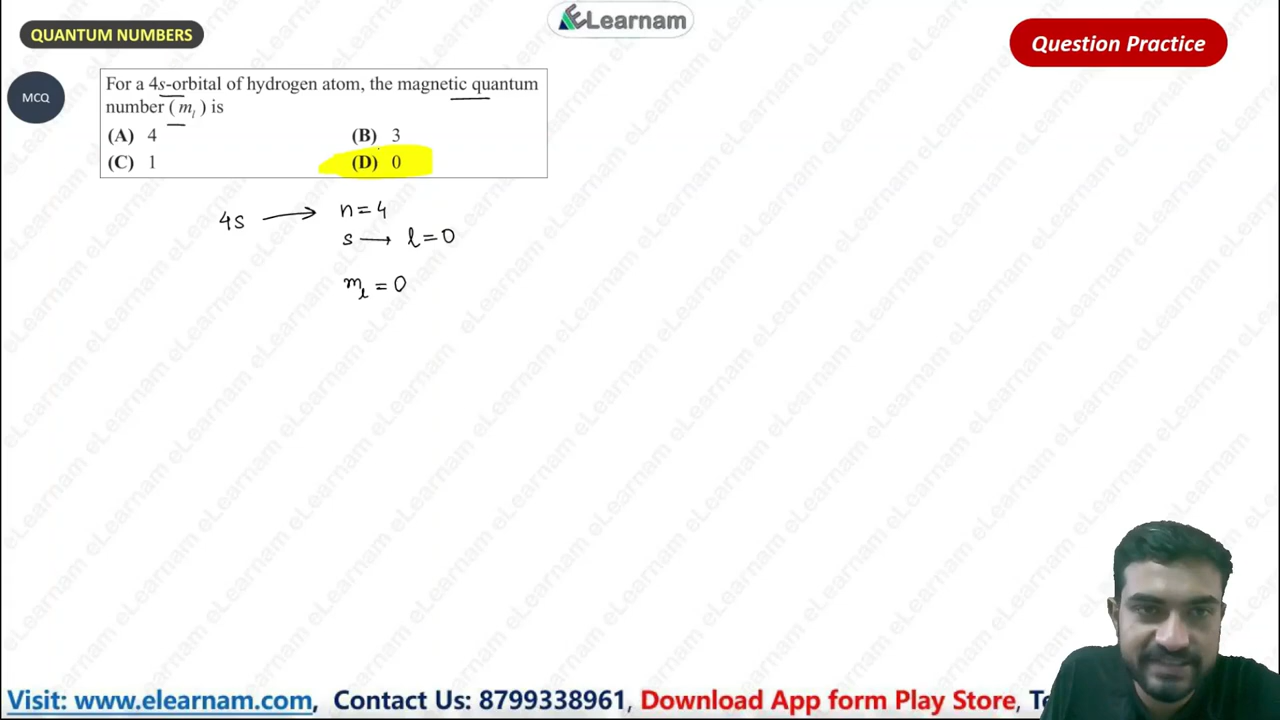 QUANTUM NUMBERS
ELearnam
Question Practice
MCQ
For a 4s-orbital of hydrogen atom, the magnetic quantum
number (mₗ) is
(A) 4 (B) 3
(C) 1 (D) 0
4s → n = 4
s → l = 0
mₗ = 0
Visit: www.elearnam.com, Contact Us: 8799338961, Download App form Play Store,